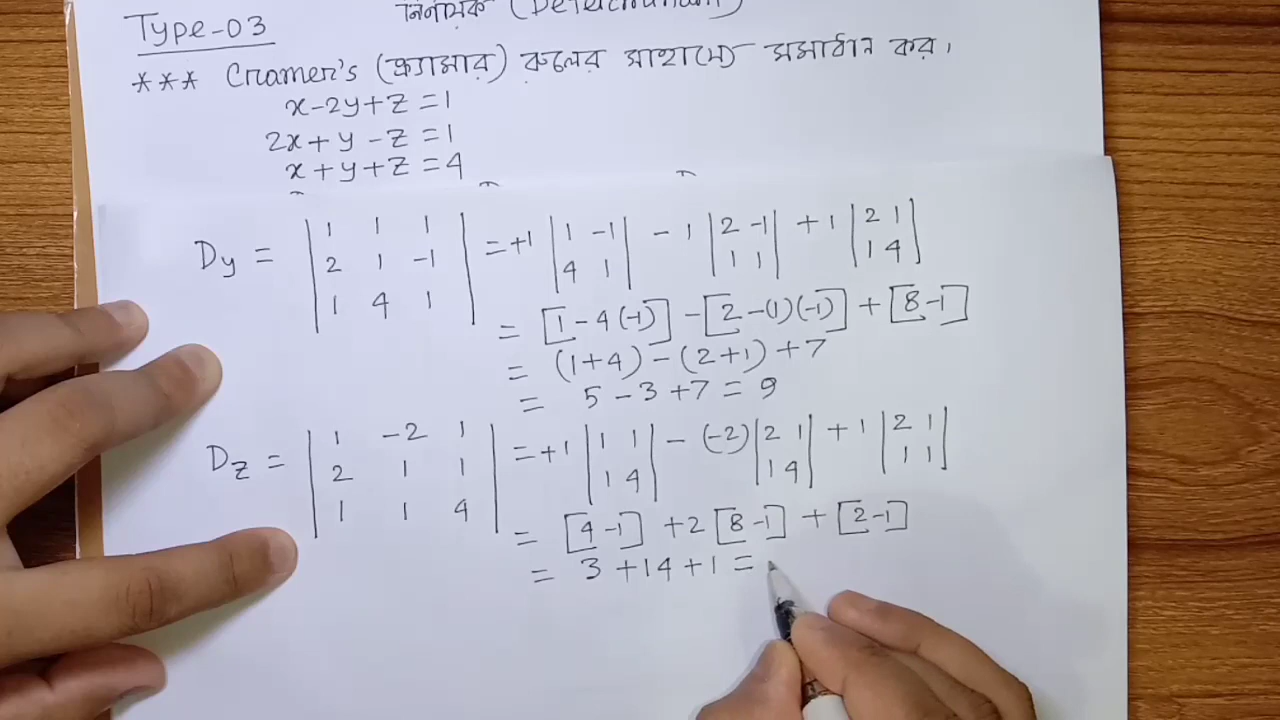 নির্ণায়ক (Determinant)
Type-03
*** Cramer's (ক্র্যামার) রুলের সাহায্যে সমাধান কর।
x-2y+z=1
2x+y-z=1
x+y+z=4
Dy = | 1 1 1 | = +1 | 1 -1 | - 1 | 2 -1 | + 1 | 2 1 |
| 2 1 -1 | | 4 1 | | 1 1 | | 1 4 |
| 1 4 1 |
= [1-4(-1)] - [2-(1)(-1)] + [8-1]
= (1+4) - (2+1) + 7
= 5 - 3 + 7 = 9
Dz = | 1 -2 1 | = +1 | 1 1 | - (-2) | 2 1 | + 1 | 2 1 |
| 2 1 1 | | 1 4 | | 1 4 | | 1 1 |
| 1 1 4 |
= [4-1] + 2 [8-1] + [2-1]
= 3 + 14 + 1 =